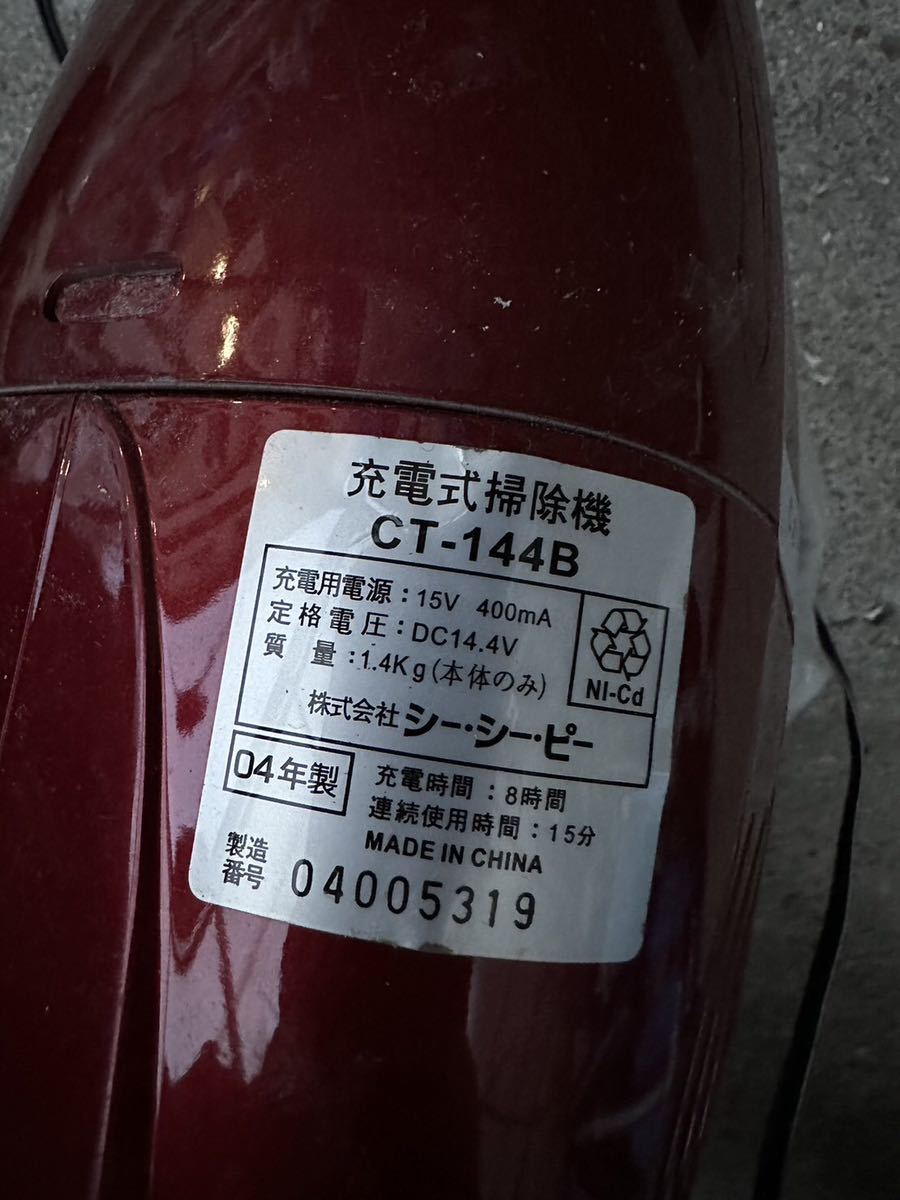 充電式掃除機
CT-144B
充電用電源：15V 400mA
定格電圧：DC14.4V
質量：1.4Kg(本体のみ)
NI-Cd
株式会社シー・シー・ピー
04年製
充電時間：8時間
連続使用時間：15分
MADE IN CHINA
製造
番号 04005319